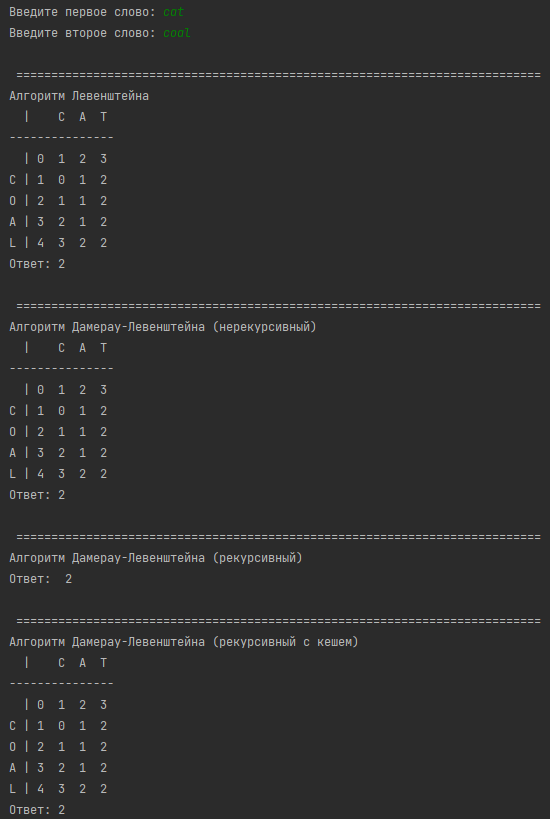 Введите первое слово: cat
Введите второе слово: coal
===========================================================================
Алгоритм Левенштейна
  |    C  A  T
---------------
  | 0  1  2  3
C | 1  0  1  2
O | 2  1  1  2
A | 3  2  1  2
L | 4  3  2  2
Ответ: 2
===========================================================================
Алгоритм Дамерау-Левенштейна (нерекурсивный)
  |    C  A  T
---------------
  | 0  1  2  3
C | 1  0  1  2
O | 2  1  1  2
A | 3  2  1  2
L | 4  3  2  2
Ответ: 2
===========================================================================
Алгоритм Дамерау-Левенштейна (рекурсивный)
Ответ:  2
===========================================================================
Алгоритм Дамерау-Левенштейна (рекурсивный с кешем)
  |    C  A  T
---------------
  | 0  1  2  3
C | 1  0  1  2
O | 2  1  1  2
A | 3  2  1  2
L | 4  3  2  2
Ответ: 2